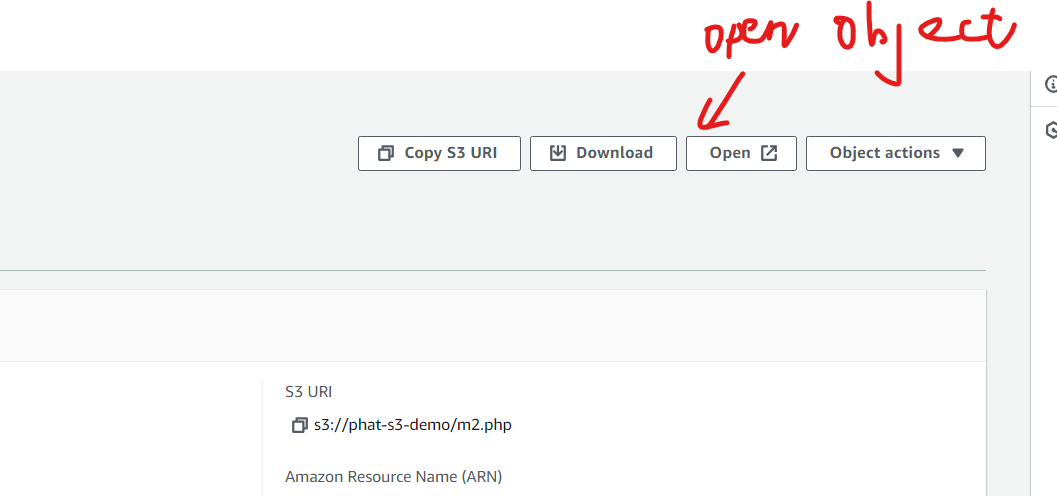 open object
Copy S3 URI Download Open Object actions
S3 URI
s3://phat-s3-demo/m2.php
Amazon Resource Name (ARN)